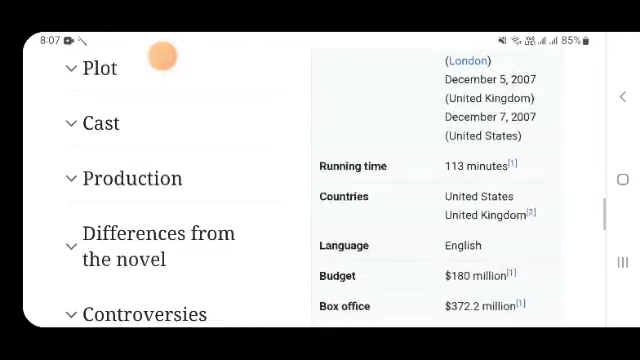 8:07
85%
Plot
Cast
Production
Differences from
the novel
Controversies
(London)
December 5, 2007
(United Kingdom)
December 7, 2007
(United States)
Running time 113 minutes[1]
Countries United States
United Kingdom[2]
Language English
Budget $180 million[1]
Box office $372.2 million[1]